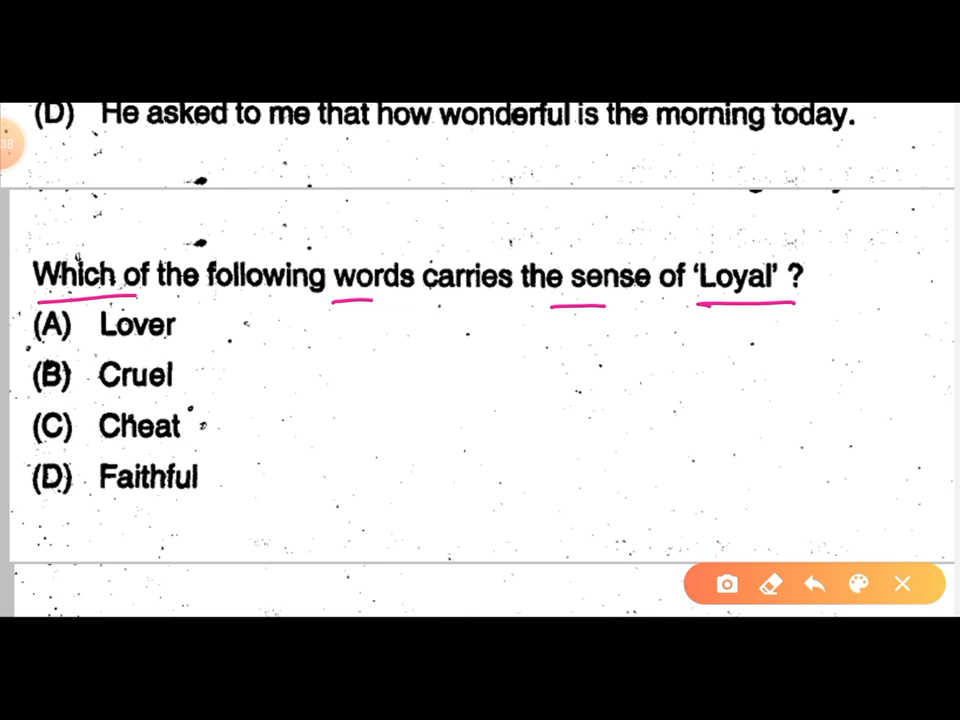 (D) He asked to me that how wonderful is the morning today.
38
Which of the following words carries the sense of ‘Loyal’ ?
(A) Lover
(B) Cruel
(C) Cheat
(D) Faithful